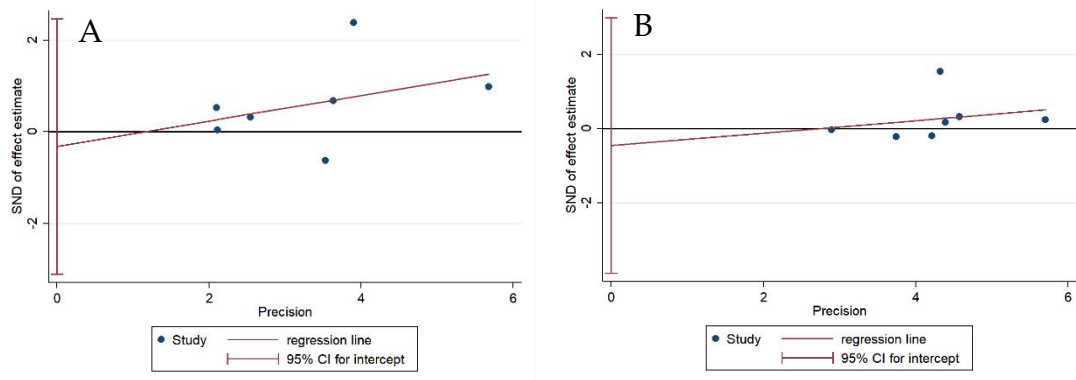 A
SND of effect estimate
2
0
-2
0
2
4
6
Precision
Study
regression line
95% CI for intercept
B
SND of effect estimate
2
0
-2
0
2
4
6
Precision
Study
regression line
95% CI for intercept